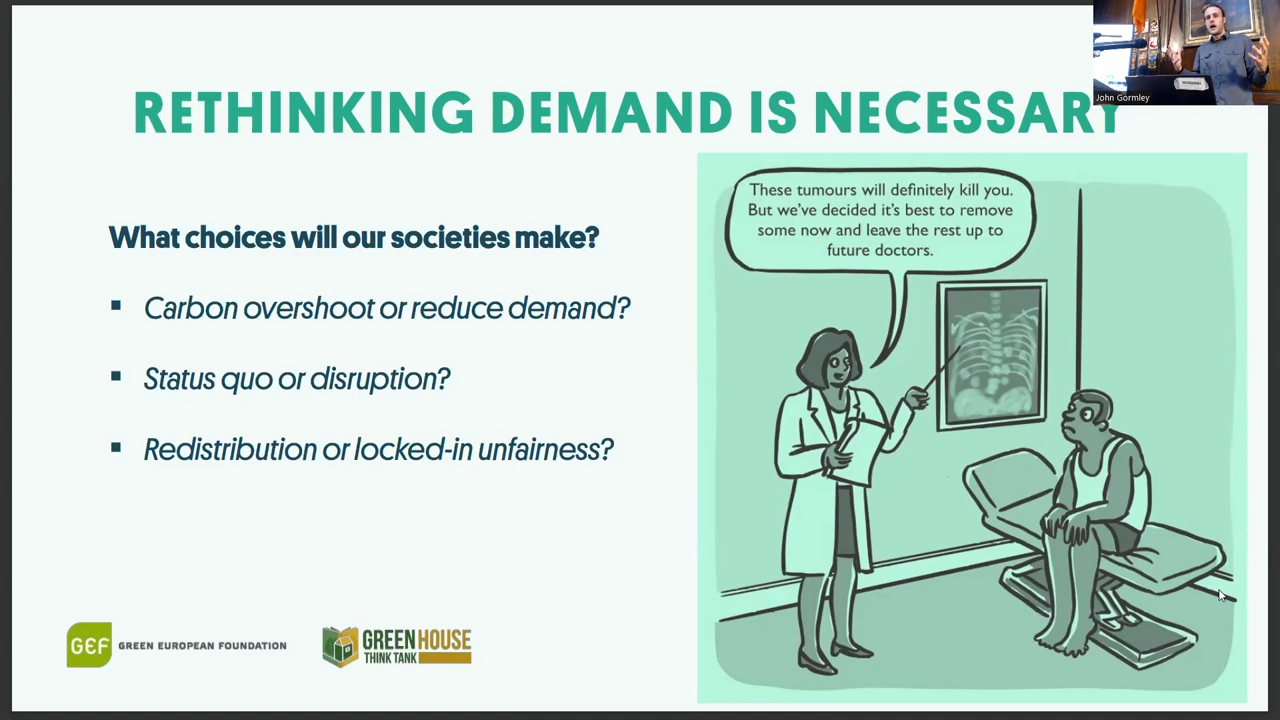 John Gormley
RETHINKING DEMAND IS NECESSARY
What choices will our societies make?
▪ Carbon overshoot or reduce demand?
▪ Status quo or disruption?
▪ Redistribution or locked-in unfairness?
These tumours will definitely kill you.
But we've decided it's best to remove
some now and leave the rest up to
future doctors.
GEF GREEN EUROPEAN FOUNDATION
GREEN HOUSE
THINK TANK